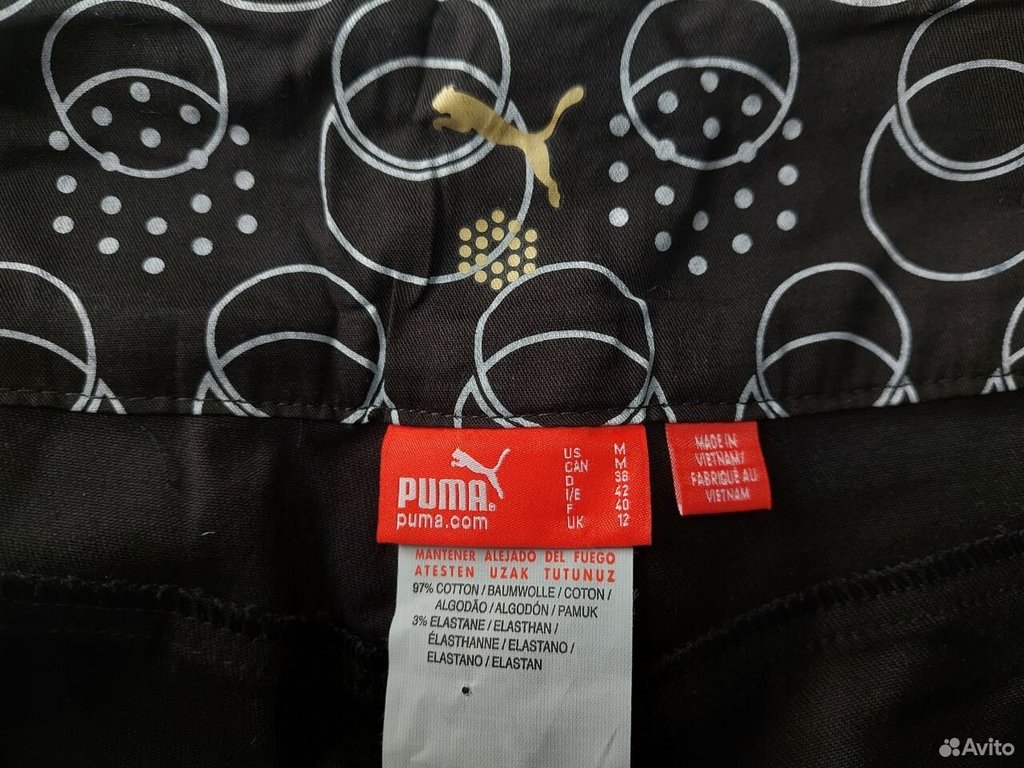 PUMA®
puma.com
US M
CAN M
D 38
I/E 42
F 40
UK 12
MADE IN
VIETNAM/
FABRIQUÉ AU
VIETNAM
MANTENER ALEJADO DEL FUEGO
ATESTEN UZAK TUTUNUZ
97% COTTON / BAUMWOLLE / COTON /
ALGODÃO / ALGODÓN / PAMUK
3% ELASTANE / ELASTHAN /
ÉLASTHANNE / ELASTANO /
ELASTANO / ELASTAN
Avito